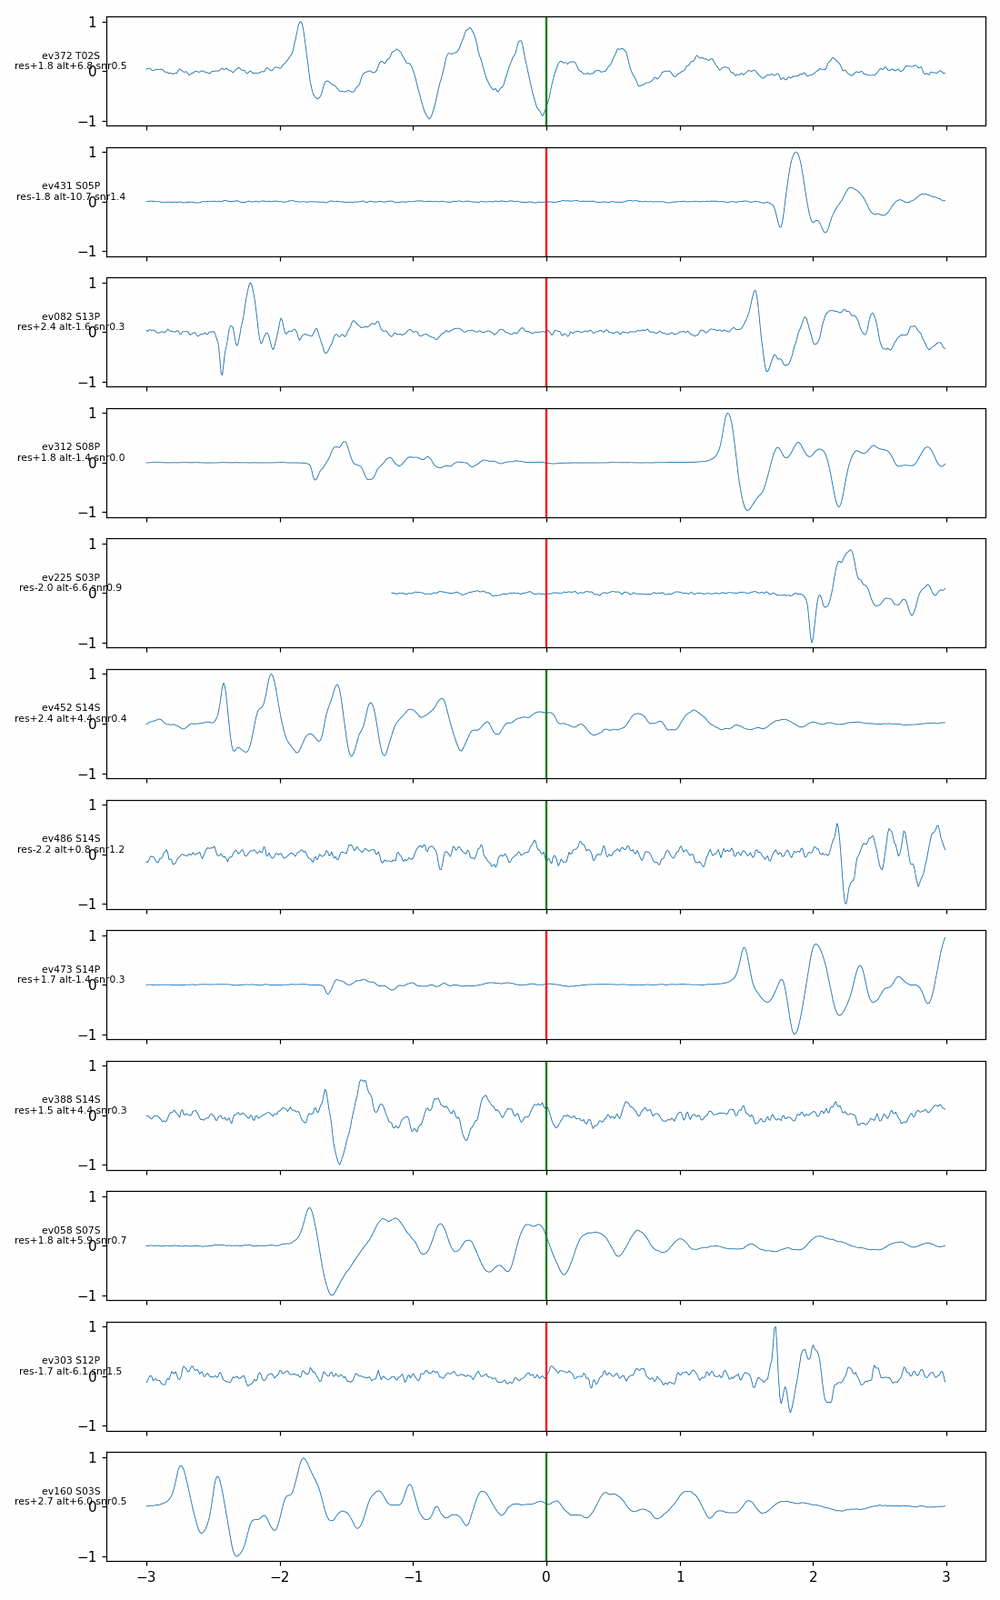 1
ev372 T02S
res+1.8 alt+6.8 snr0.5
0
−1
1
ev431 S05P
res-1.8 alt-10.7 snr1.4
0
−1
1
ev082 S13P
res+2.4 alt-1.6 snr0.3
0
−1
1
ev312 S08P
res+1.8 alt-1.4 snr0.0
0
−1
1
ev225 S03P
res-2.0 alt-6.6 snr0.9
0
−1
1
ev452 S14S
res+2.4 alt+4.4 snr0.4
0
−1
1
ev486 S14S
res-2.2 alt+0.8 snr1.2
0
−1
1
ev473 S14P
res+1.7 alt-1.4 snr0.3
0
−1
1
ev388 S14S
res+1.5 alt+4.4 snr0.3
0
−1
1
ev058 S07S
res+1.8 alt+5.9 snr0.7
0
−1
1
ev303 S12P
res-1.7 alt-6.1 snr1.5
0
−1
1
ev160 S03S
res+2.7 alt+6.0 snr0.5
0
−1
−3 −2 −1 0 1 2 3